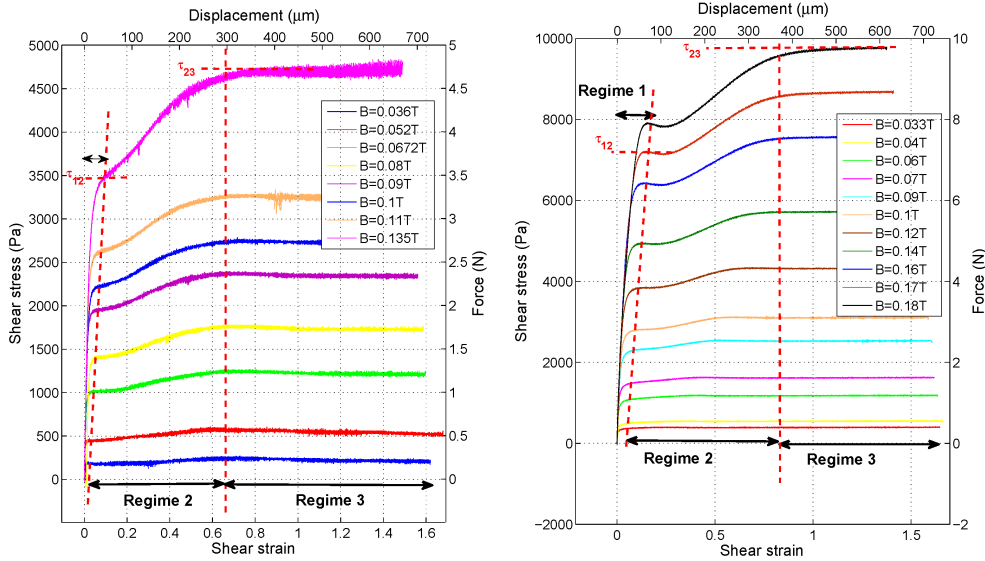 Displacement (μm)
0 100 200 300 400 500 600 700
5000
4500
4000
3500
3000
2500
2000
1500
1000
500
0
Shear stress (Pa)
5
4.5
4
3.5
3
2.5
2
1.5
1
0.5
0
Force (N)
τ23
τ12
B=0.036T
B=0.052T
B=0.0672T
B=0.08T
B=0.09T
B=0.1T
B=0.11T
B=0.135T
Regime 2
Regime 3
0 0.2 0.4 0.6 0.8 1 1.2 1.4 1.6
Shear strain
Displacement (μm)
0 100 200 300 400 500 600 700
10000
8000
6000
4000
2000
0
−2000
Shear stress (Pa)
10
8
6
4
2
0
−2
Force (N)
τ23
Regime 1
τ12
B=0.033T
B=0.04T
B=0.06T
B=0.07T
B=0.09T
B=0.1T
B=0.12T
B=0.14T
B=0.16T
B=0.17T
B=0.18T
Regime 2
Regime 3
0 0.5 1 1.5
Shear strain